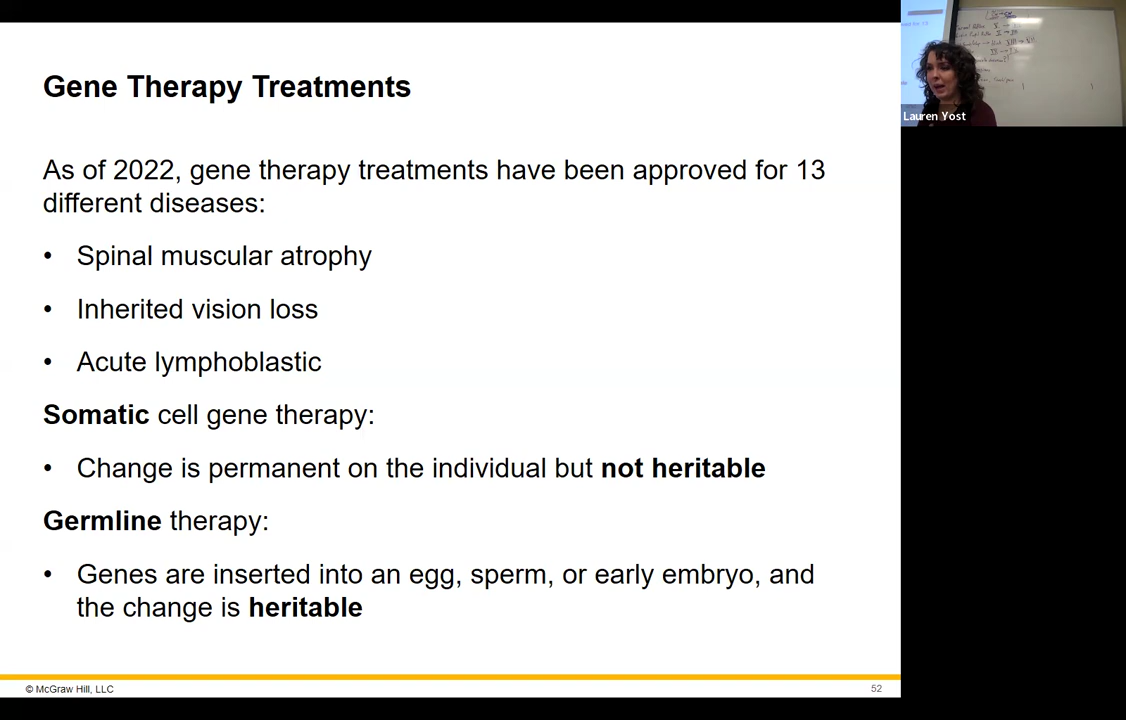 Gene Therapy Treatments
As of 2022, gene therapy treatments have been approved for 13
different diseases:
• Spinal muscular atrophy
• Inherited vision loss
• Acute lymphoblastic
Somatic cell gene therapy:
• Change is permanent on the individual but not heritable
Germline therapy:
• Genes are inserted into an egg, sperm, or early embryo, and
the change is heritable
© McGraw Hill, LLC
52
Lauren Yost